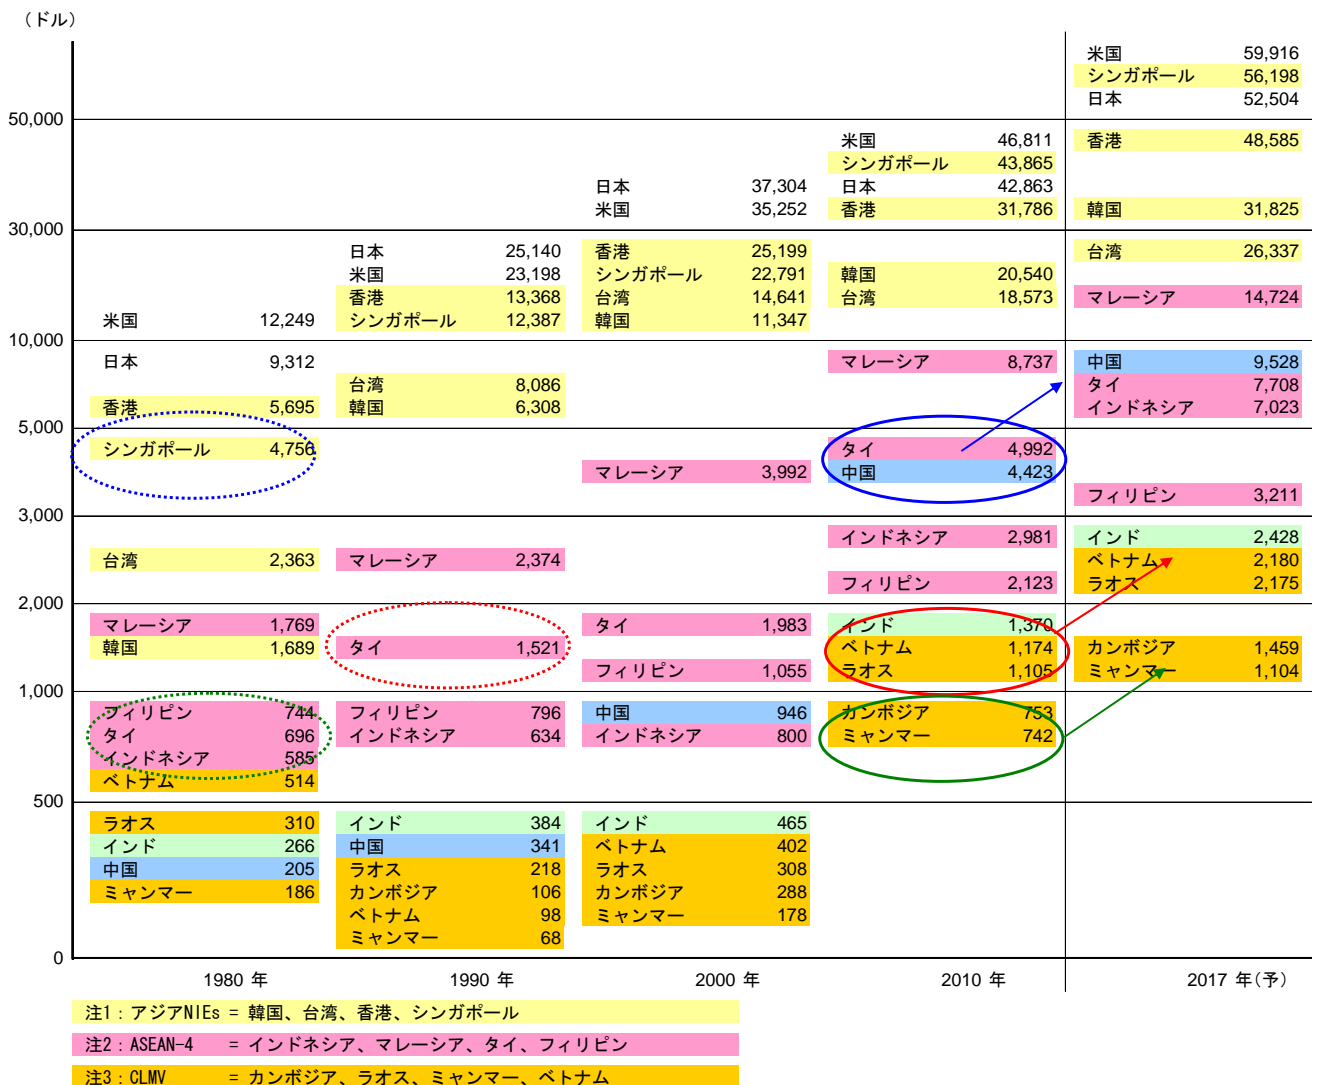 （ドル）
米国 59,916
シンガポール 56,198
日本 52,504
50,000
米国 46,811 香港 48,585
シンガポール 43,865
日本 37,304 日本 42,863
米国 35,252 香港 31,786 韓国 31,825
30,000
日本 25,140 香港 25,199 台湾 26,337
米国 23,198 シンガポール 22,791 韓国 20,540
香港 13,368 台湾 14,641 台湾 18,573 マレーシア 14,724
米国 12,249 シンガポール 12,387 韓国 11,347
10,000
日本 9,312 マレーシア 8,737 中国 9,528
台湾 8,086 タイ 7,708
香港 5,695 韓国 6,308 インドネシア 7,023
5,000
シンガポール 4,756 タイ 4,992
マレーシア 3,992 中国 4,423
フィリピン 3,211
3,000
インドネシア 2,981 インド 2,428
台湾 2,363 マレーシア 2,374 ベトナム 2,180
フィリピン 2,123 ラオス 2,175
2,000
マレーシア 1,769 タイ 1,983 インド 1,370
韓国 1,689 タイ 1,521 ベトナム 1,174 カンボジア 1,459
フィリピン 1,055 ラオス 1,105 ミャンマー 1,104
1,000
フィリピン 744 フィリピン 796 中国 946 カンボジア 753
タイ 696 インドネシア 634 インドネシア 800 ミャンマー 742
インドネシア 585
ベトナム 514
500
ラオス 310 インド 384 インド 465
インド 266 中国 341 ベトナム 402
中国 205 ラオス 218 ラオス 308
ミャンマー 186 カンボジア 106 カンボジア 288
ベトナム 98 ミャンマー 178
ミャンマー 68
0
1980 年 1990 年 2000 年 2010 年 2017 年(予)
注1：アジアNIEs = 韓国、台湾、香港、シンガポール
注2：ASEAN-4 = インドネシア、マレーシア、タイ、フィリピン
注3：CLMV = カンボジア、ラオス、ミャンマー、ベトナム